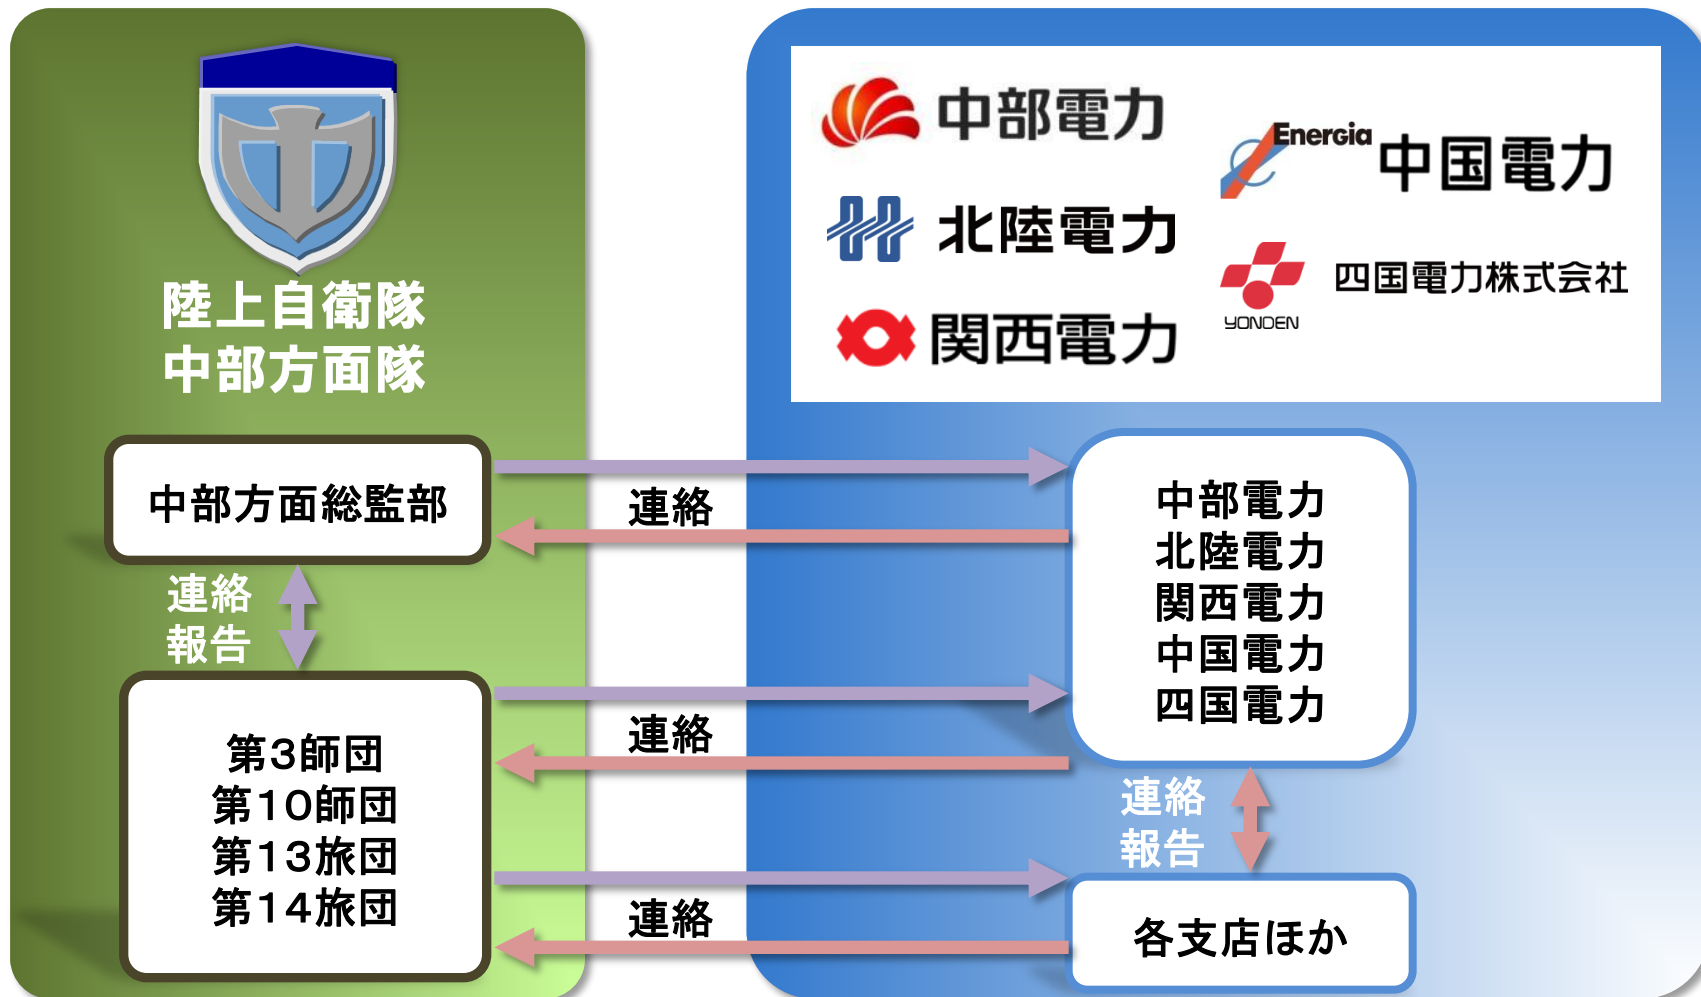 陸上自衛隊
中部方面隊
中部方面総監部
連絡
報告
第3師団
第10師団
第13旅団
第14旅団
連絡
連絡
連絡
中部電力
北陸電力
関西電力
Energia
中国電力
四国電力株式会社
YONDEN
中部電力
北陸電力
関西電力
中国電力
四国電力
連絡
報告
各支店ほか